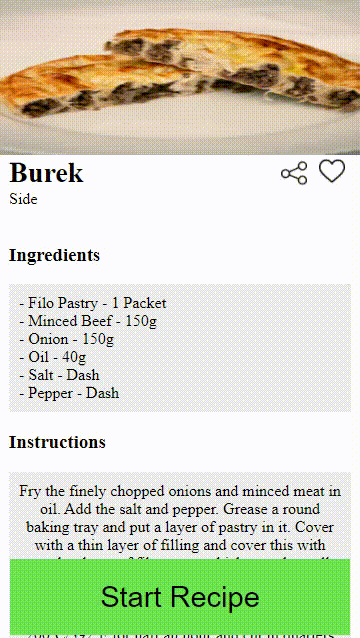 Burek
Side
Ingredients
- Filo Pastry - 1 Packet
- Minced Beef - 150g
- Onion - 150g
- Oil - 40g
- Salt - Dash
- Pepper - Dash
Instructions
Fry the finely chopped onions and minced meat in
oil. Add the salt and pepper. Grease a round
baking tray and put a layer of pastry in it. Cover
with a thin layer of filling and cover this with
Start Recipe